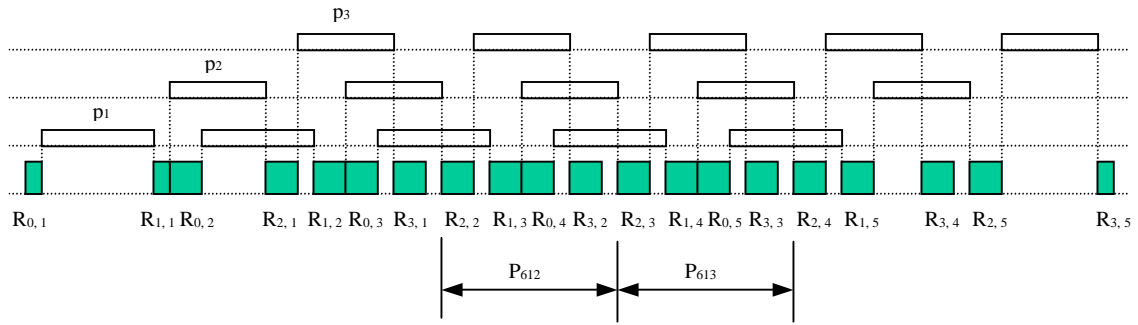 p3
p2
p1
R0, 1 R1, 1 R0, 2 R2, 1 R1, 2 R0, 3 R3, 1 R2, 2 R1, 3 R0, 4 R3, 2 R2, 3 R1, 4 R0, 5 R3, 3 R2, 4 R1, 5 R3, 4 R2, 5 R3, 5
P612 P613